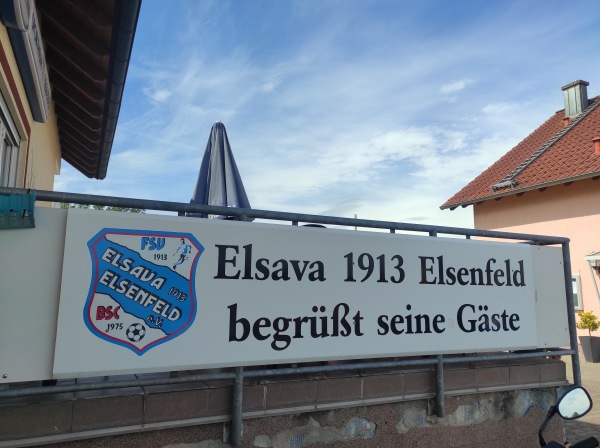 FSV
1913
ELSAVA 1913
ELSENFELD
e.V.
BSC
1975
Elsava 1913 Elsenfeld
begrüßt seine Gäste